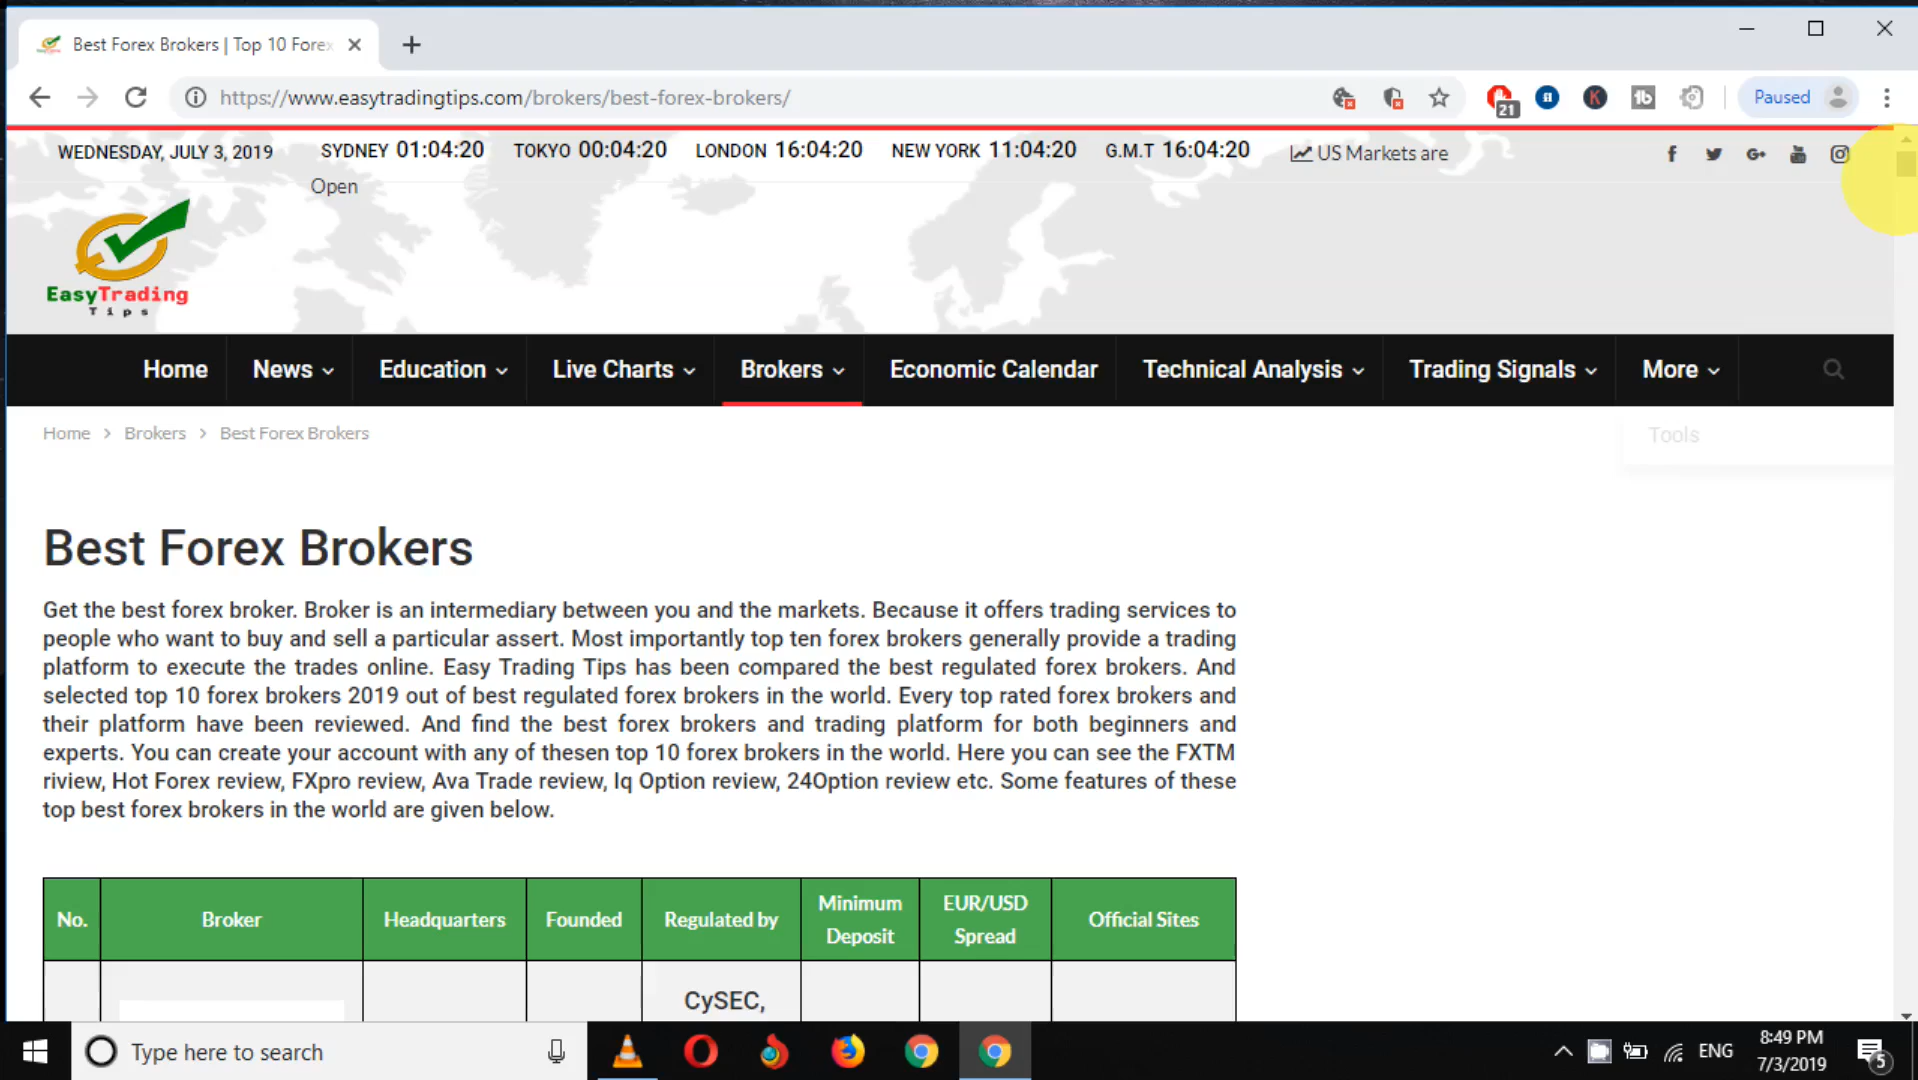 Best Forex Brokers | Top 10 Forex
https://www.easytradingtips.com/brokers/best-forex-brokers/
21
Paused
WEDNESDAY, JULY 3, 2019
SYDNEY 01:04:20 TOKYO 00:04:20 LONDON 16:04:20 NEW YORK 11:04:20 G.M.T 16:04:20 US Markets are
Open
EasyTrading
Tips
Home News Education Live Charts Brokers Economic Calendar Technical Analysis Trading Signals More
Home > Brokers > Best Forex Brokers
Tools
Best Forex Brokers
Get the best forex broker. Broker is an intermediary between you and the markets. Because it offers trading services to
people who want to buy and sell a particular assert. Most importantly top ten forex brokers generally provide a trading
platform to execute the trades online. Easy Trading Tips has been compared the best regulated forex brokers. And
selected top 10 forex brokers 2019 out of best regulated forex brokers in the world. Every top rated forex brokers and
their platform have been reviewed. And find the best forex brokers and trading platform for both beginners and
experts. You can create your account with any of thesen top 10 forex brokers in the world. Here you can see the FXTM
riview, Hot Forex review, FXpro review, Ava Trade review, Iq Option review, 24Option review etc. Some features of these
top best forex brokers in the world are given below.
No. Broker Headquarters Founded Regulated by Minimum Deposit EUR/USD Spread Official Sites
CySEC,
Type here to search
ENG
8:49 PM
7/3/2019
5